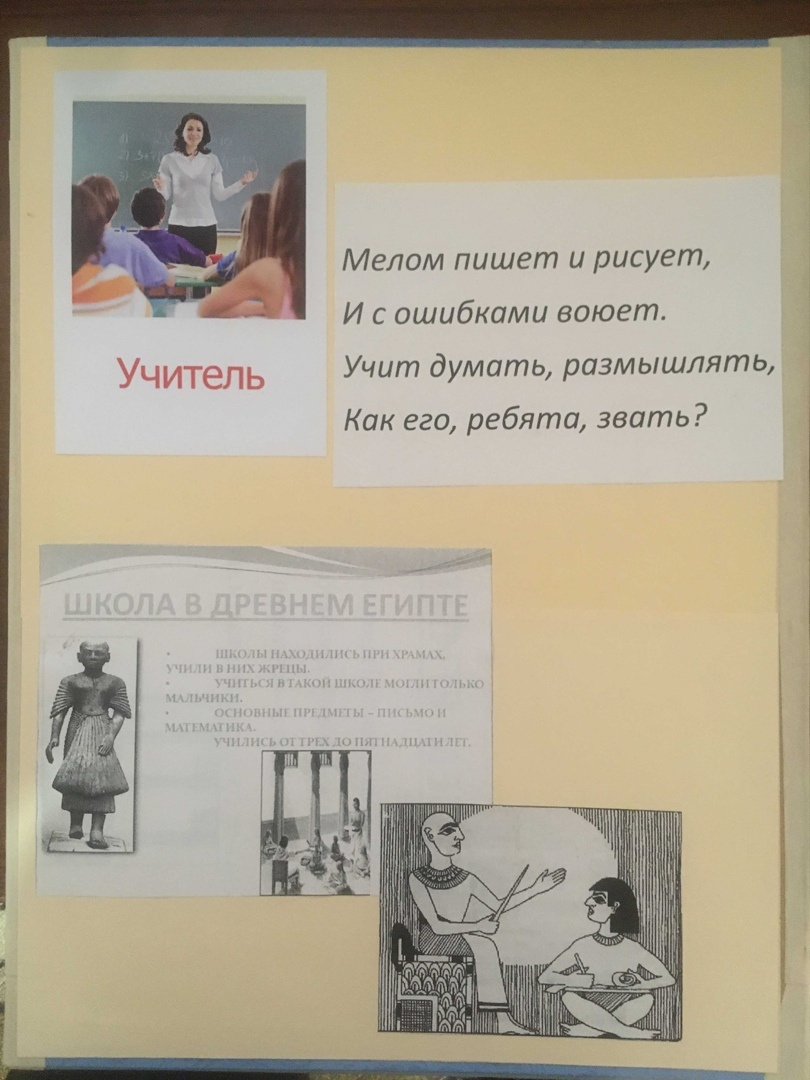 Учитель
Мелом пишет и рисует,
И с ошибками воюет.
Учит думать, размышлять,
Как его, ребята, звать?
ШКОЛА В ДРЕВНЕМ ЕГИПТЕ
• ШКОЛЫ НАХОДИЛИСЬ ПРИ ХРАМАХ,
УЧИЛИ В НИХ ЖРЕЦЫ.
• УЧИТЬСЯ В ТАКОЙ ШКОЛЕ МОГЛИ ТОЛЬКО
МАЛЬЧИКИ.
• ОСНОВНЫЕ ПРЕДМЕТЫ – ПИСЬМО И
МАТЕМАТИКА.
УЧИЛИСЬ ОТ ТРЕХ ДО ПЯТНАДЦАТИ ЛЕТ.